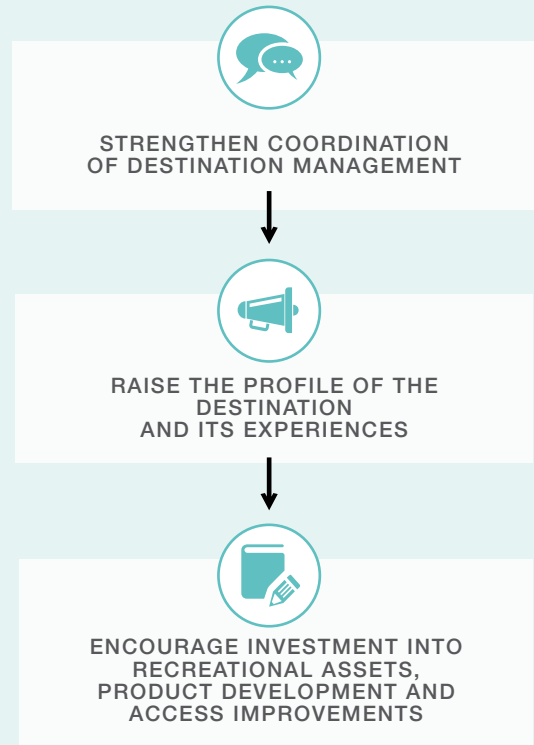 STRENGTHEN COORDINATION
OF DESTINATION MANAGEMENT
RAISE THE PROFILE OF THE
DESTINATION
AND ITS EXPERIENCES
ENCOURAGE INVESTMENT INTO
RECREATIONAL ASSETS,
PRODUCT DEVELOPMENT AND
ACCESS IMPROVEMENTS